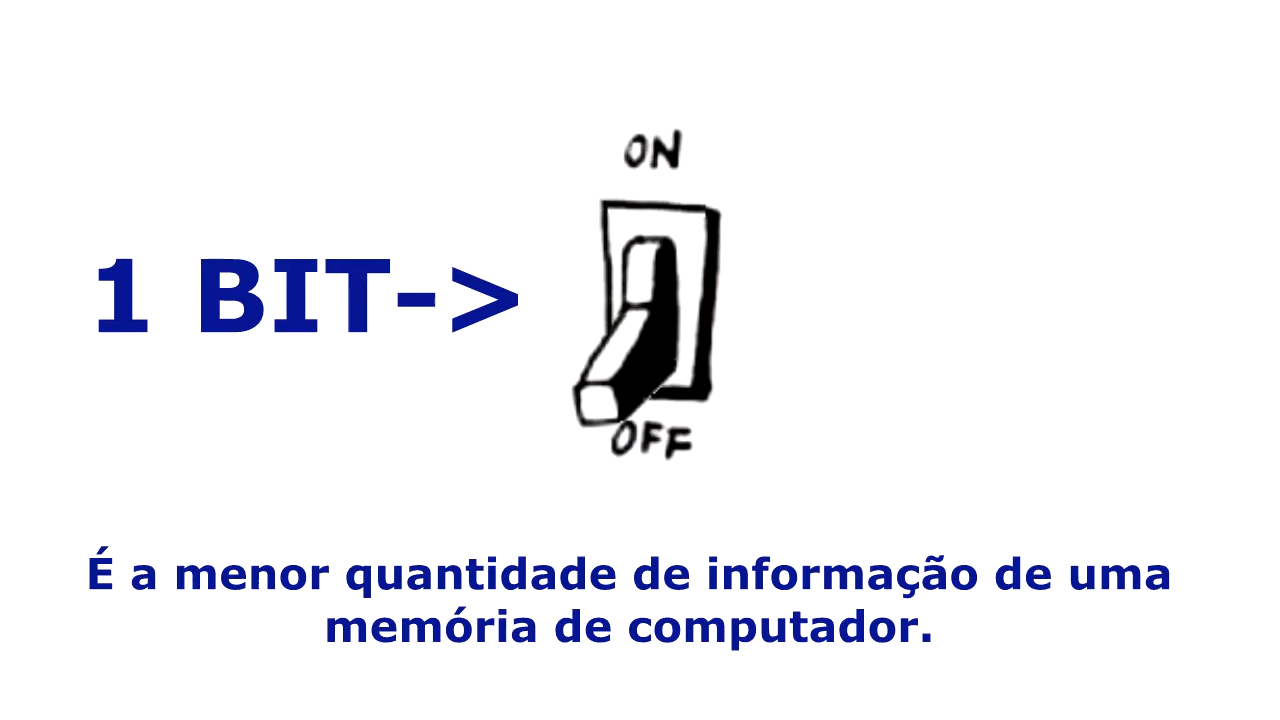 ON
1 BIT->
OFF
É a menor quantidade de informação de uma
memória de computador.